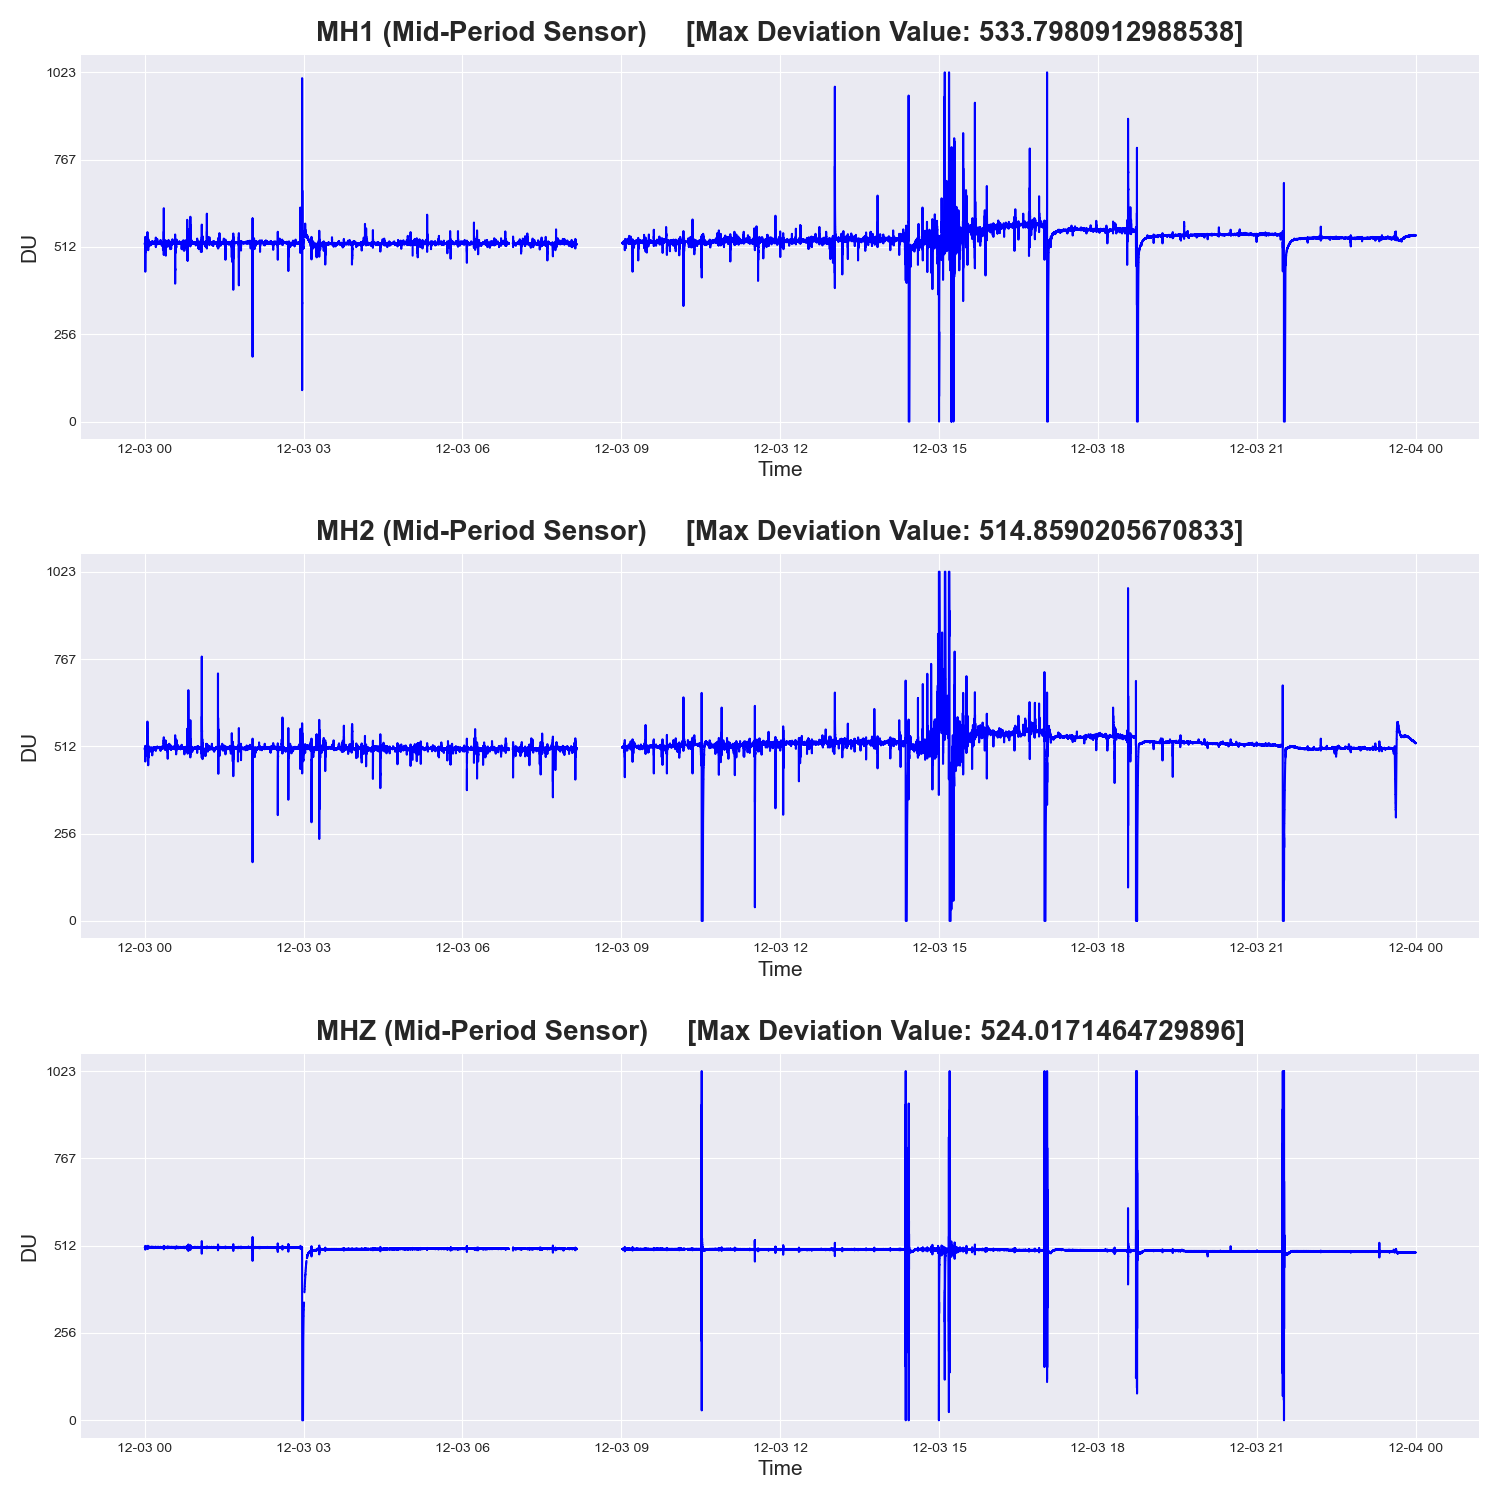 MH1 (Mid-Period Sensor) [Max Deviation Value: 533.7980912988538]
1023
767
512
256
0
DU
12-03 00 12-03 03 12-03 06 12-03 09 12-03 12 12-03 15 12-03 18 12-03 21 12-04 00
Time
MH2 (Mid-Period Sensor) [Max Deviation Value: 514.8590205670833]
1023
767
512
256
0
DU
12-03 00 12-03 03 12-03 06 12-03 09 12-03 12 12-03 15 12-03 18 12-03 21 12-04 00
Time
MHZ (Mid-Period Sensor) [Max Deviation Value: 524.0171464729896]
1023
767
512
256
0
DU
12-03 00 12-03 03 12-03 06 12-03 09 12-03 12 12-03 15 12-03 18 12-03 21 12-04 00
Time